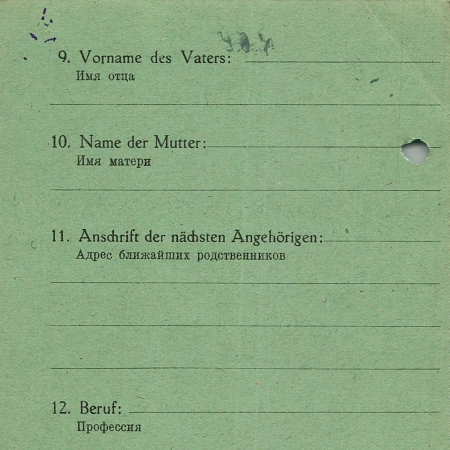 9. Vorname des Vaters:
Имя отца
10. Name der Mutter:
Имя матери
11. Anschrift der nächsten Angehörigen:
Адрес ближайших родственников
12. Beruf:
Профессия